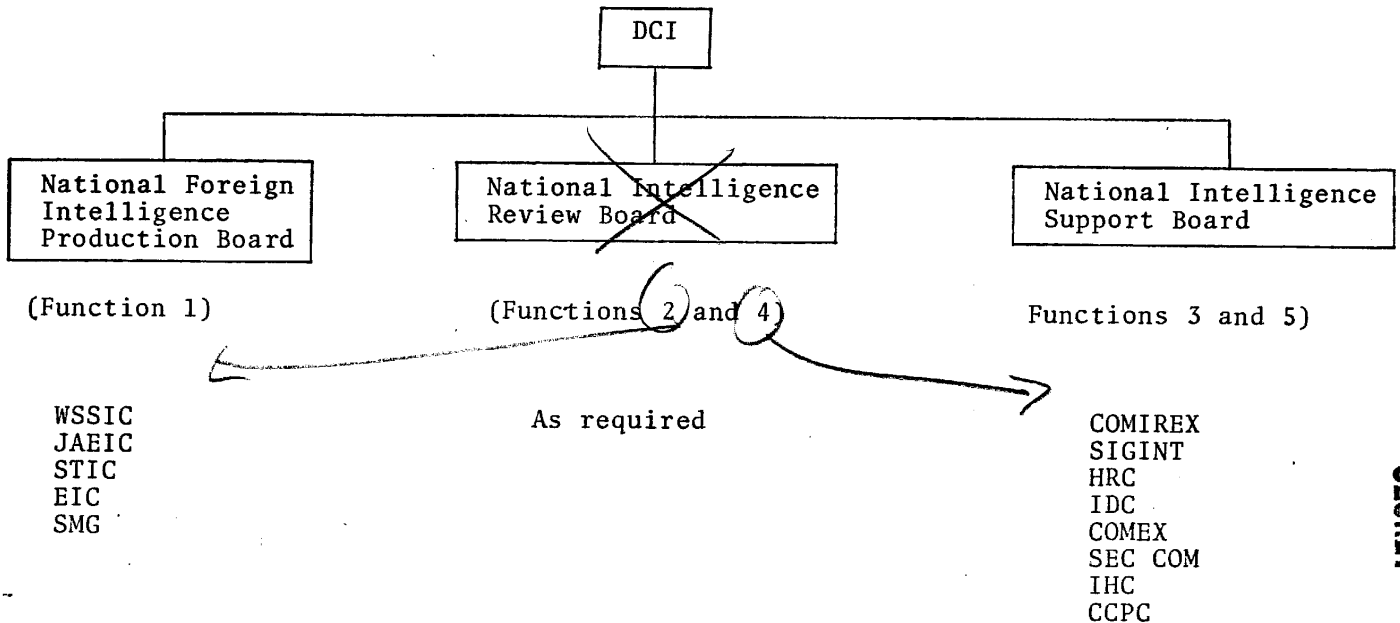 DCI
National Foreign
Intelligence
Production Board
National Intelligence
Review Board
National Intelligence
Support Board
(Function 1)
(Functions 2 and 4)
Functions 3 and 5)
WSSIC
JAEIC
STIC
EIC
SMG
As required
COMIREX
SIGINT
HRC
IDC
COMEX
SEC COM
IHC
CCPC